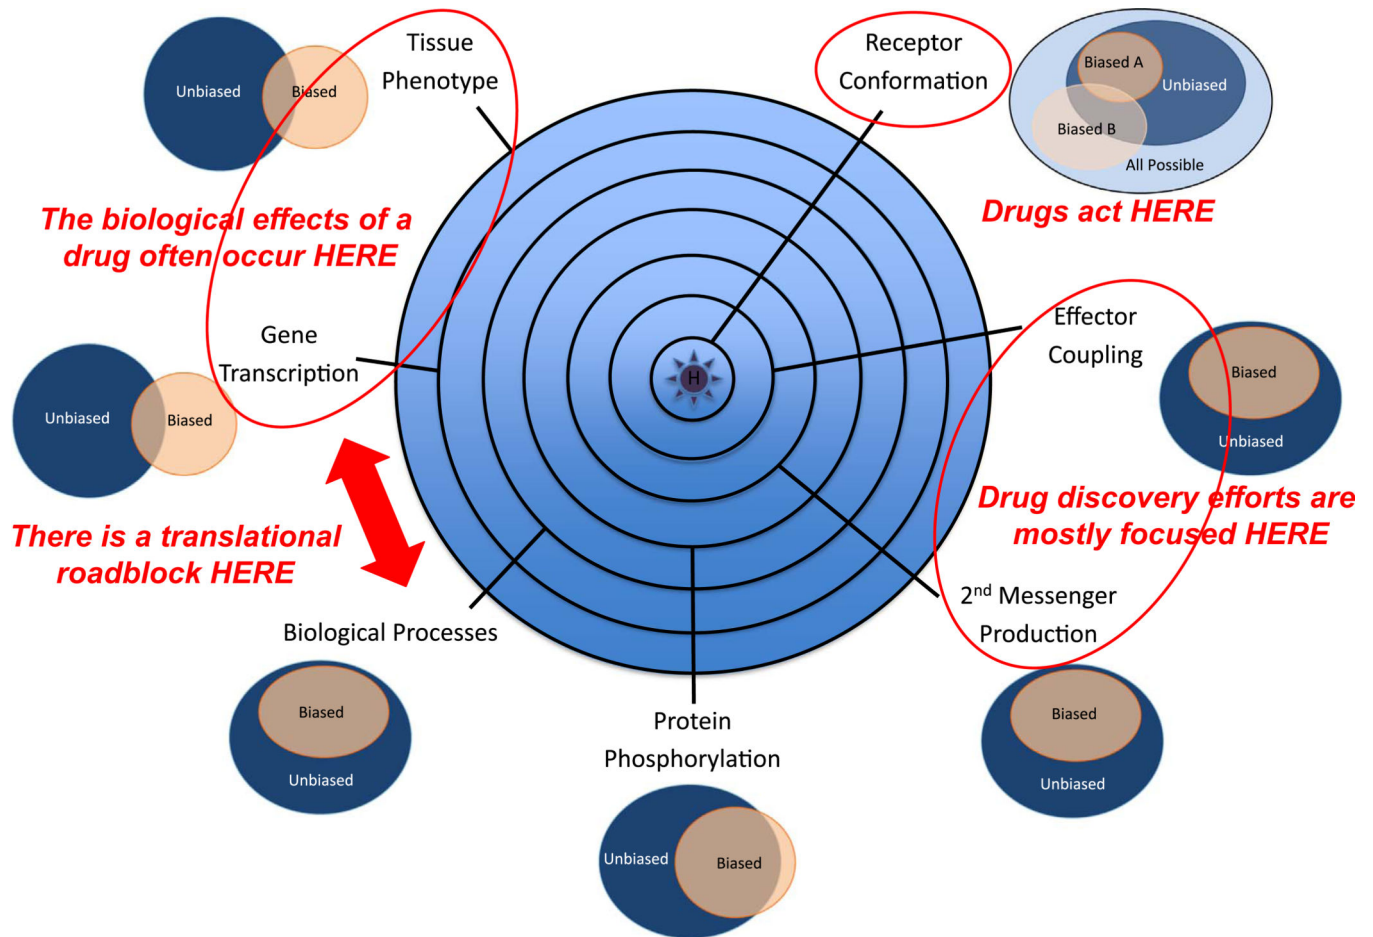 Tissue
Phenotype
Unbiased
Biased
The biological effects of a
drug often occur HERE
Receptor
Conformation
Biased A
Unbiased
Biased B
All Possible
Drugs act HERE
Effector
Coupling
Biased
Unbiased
Drug discovery efforts are
mostly focused HERE
2nd Messenger
Production
Biased
Unbiased
H
Gene
Transcription
Unbiased
Biased
There is a translational
roadblock HERE
Biological Processes
Biased
Unbiased
Protein
Phosphorylation
Unbiased
Biased